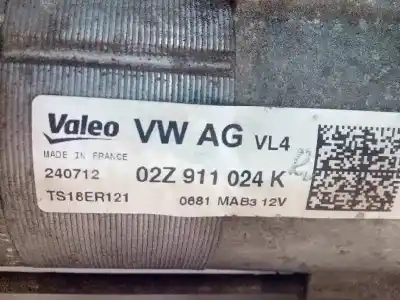 Valeo VW AG VL4
MADE IN FRANCE
240712 02Z 911 024 K
TS18ER121 0681 MAB3 12V